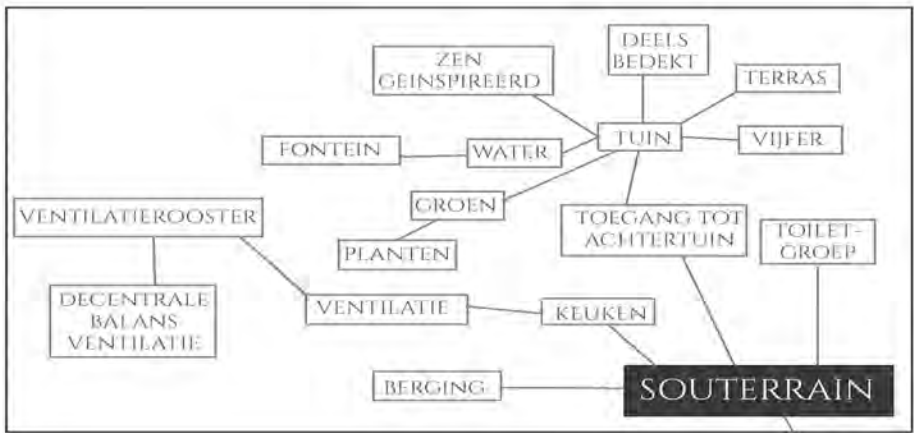 DEELS
BEDEKT
ZEN
GEINSPIREERD
TERRAS
TUIN
VIJFER
FONTEIN
WATER
GROEN
VENTILATIEROOSTER
TOEGANG TOT
ACHTERTUIN
TOILET-
GROEP
PLANTEN
DECENTRALE
BALANS
VENTILATIE
VENTILATIE
KEUKEN
BERGING
SOUTERRAIN